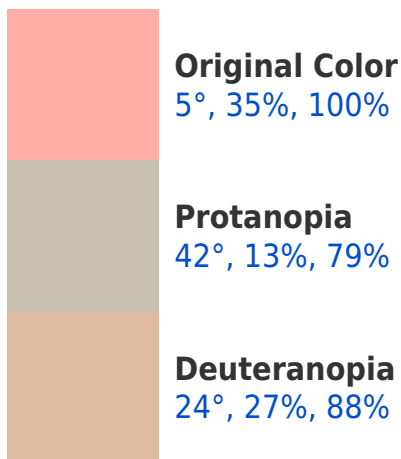 Original Color
5°, 35%, 100%
Protanopia
42°, 13%, 79%
Deuteranopia
24°, 27%, 88%